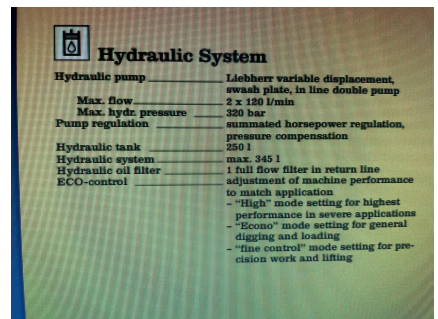 Hydraulic System
Hydraulic pump Liebherr variable displacement,
swash plate, in line double pump
Max. flow 2 x 120 l/min
Max. hydr. pressure 320 bar
Pump regulation summated horsepower regulation,
pressure compensation
Hydraulic tank 250 l
Hydraulic system max. 345 l
Hydraulic oil filter 1 full flow filter in return line
ECO-control adjustment of machine performance
to match application
– "High" mode setting for highest
performance in severe applications
– "Econo" mode setting for general
digging and loading
– "fine control" mode setting for pre-
cision work and lifting